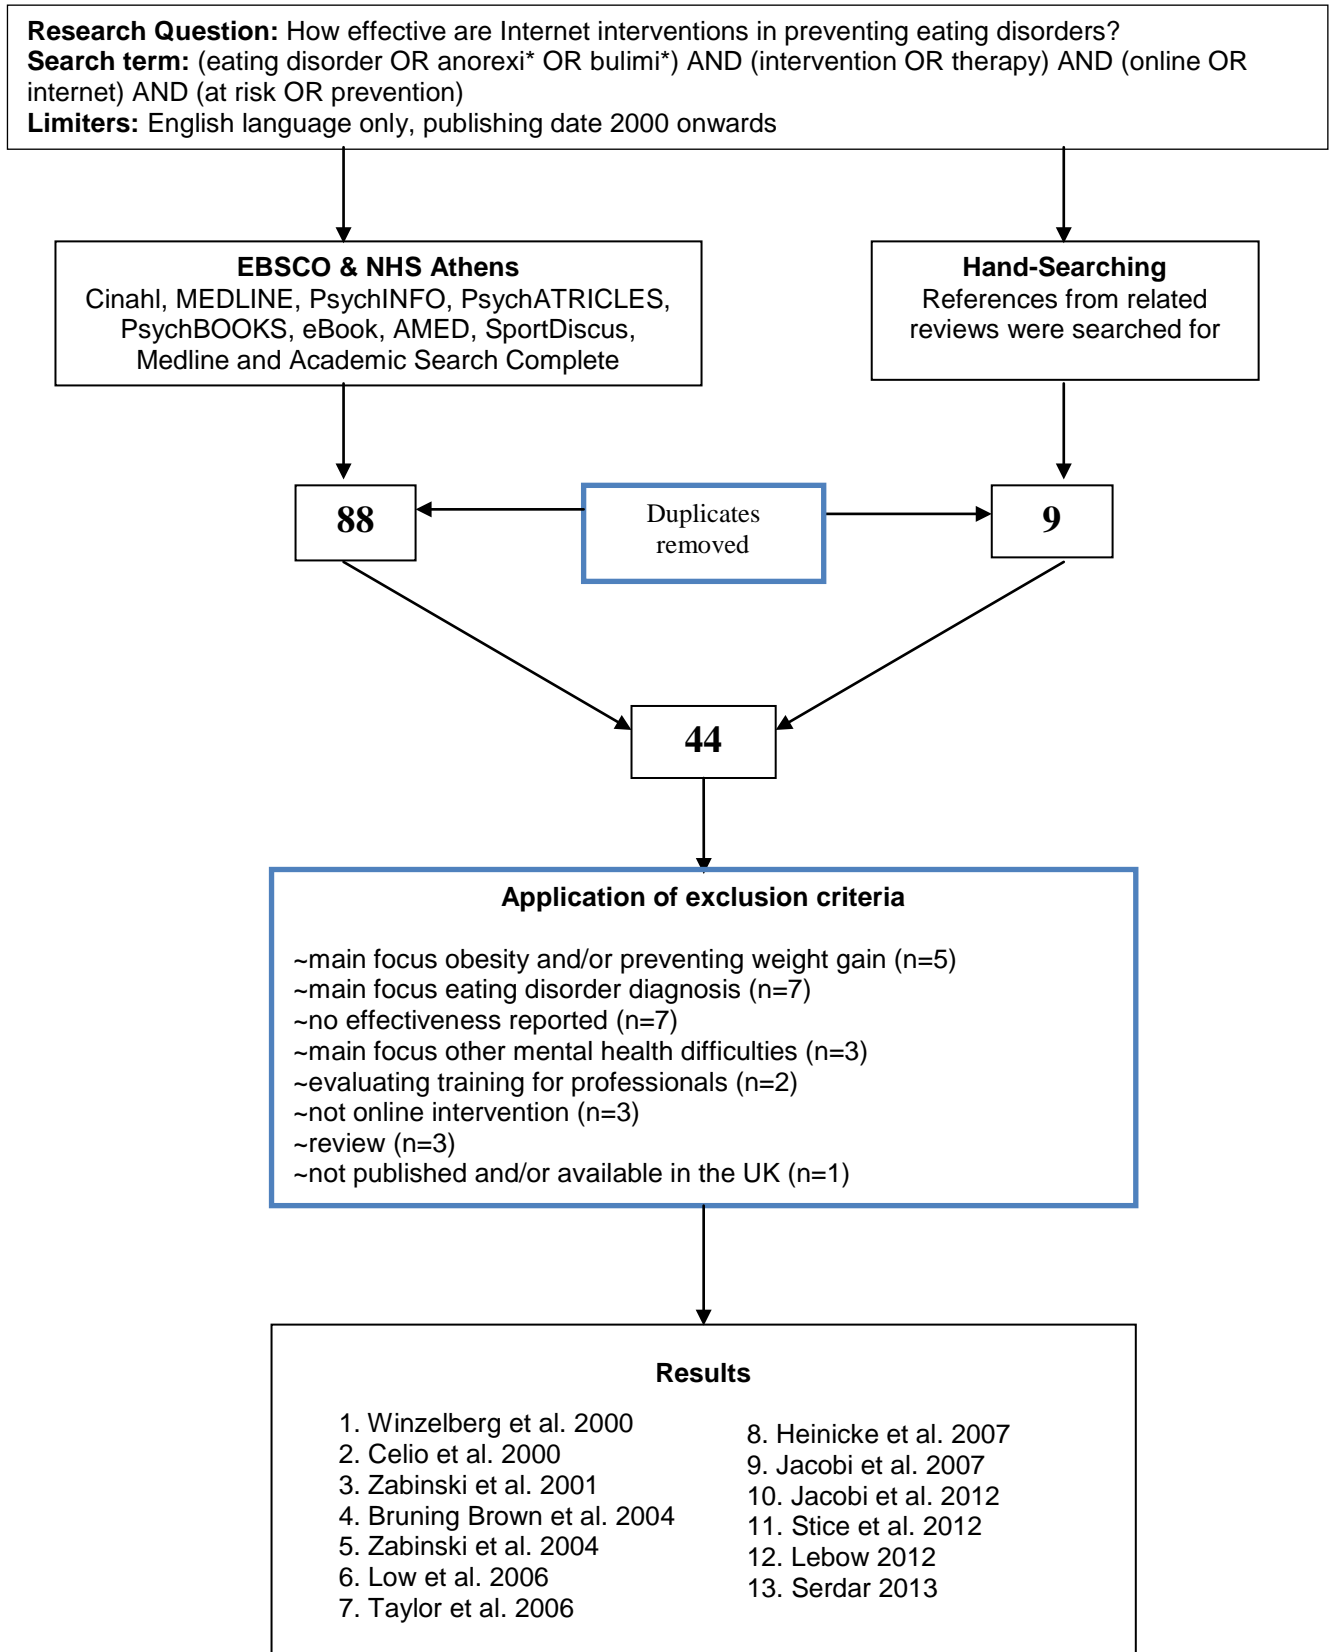 Research Question: How effective are Internet interventions in preventing eating disorders?
Search term: (eating disorder OR anorexi* OR bulimi*) AND (intervention OR therapy) AND (online OR
internet) AND (at risk OR prevention)
Limiters: English language only, publishing date 2000 onwards
EBSCO & NHS Athens
Cinahl, MEDLINE, PsychINFO, PsychATRICLES,
PsychBOOKS, eBook, AMED, SportDiscus,
Medline and Academic Search Complete
Hand-Searching
References from related
reviews were searched for
88
Duplicates
removed
9
44
Application of exclusion criteria
~main focus obesity and/or preventing weight gain (n=5)
~main focus eating disorder diagnosis (n=7)
~no effectiveness reported (n=7)
~main focus other mental health difficulties (n=3)
~evaluating training for professionals (n=2)
~not online intervention (n=3)
~review (n=3)
~not published and/or available in the UK (n=1)
Results
1. Winzelberg et al. 2000
2. Celio et al. 2000
3. Zabinski et al. 2001
4. Bruning Brown et al. 2004
5. Zabinski et al. 2004
6. Low et al. 2006
7. Taylor et al. 2006
8. Heinicke et al. 2007
9. Jacobi et al. 2007
10. Jacobi et al. 2012
11. Stice et al. 2012
12. Lebow 2012
13. Serdar 2013